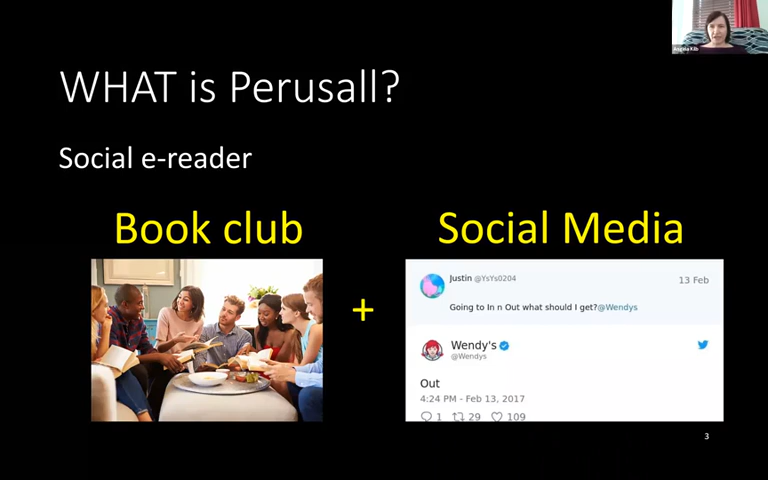 WHAT is Perusall?
Social e-reader
Book club
Social Media
+
Justin @YsYs0204
13 Feb
Going to In n Out what should I get?@Wendys
Wendy's
@Wendys
Out
4:24 PM - Feb 13, 2017
1 29 109
3